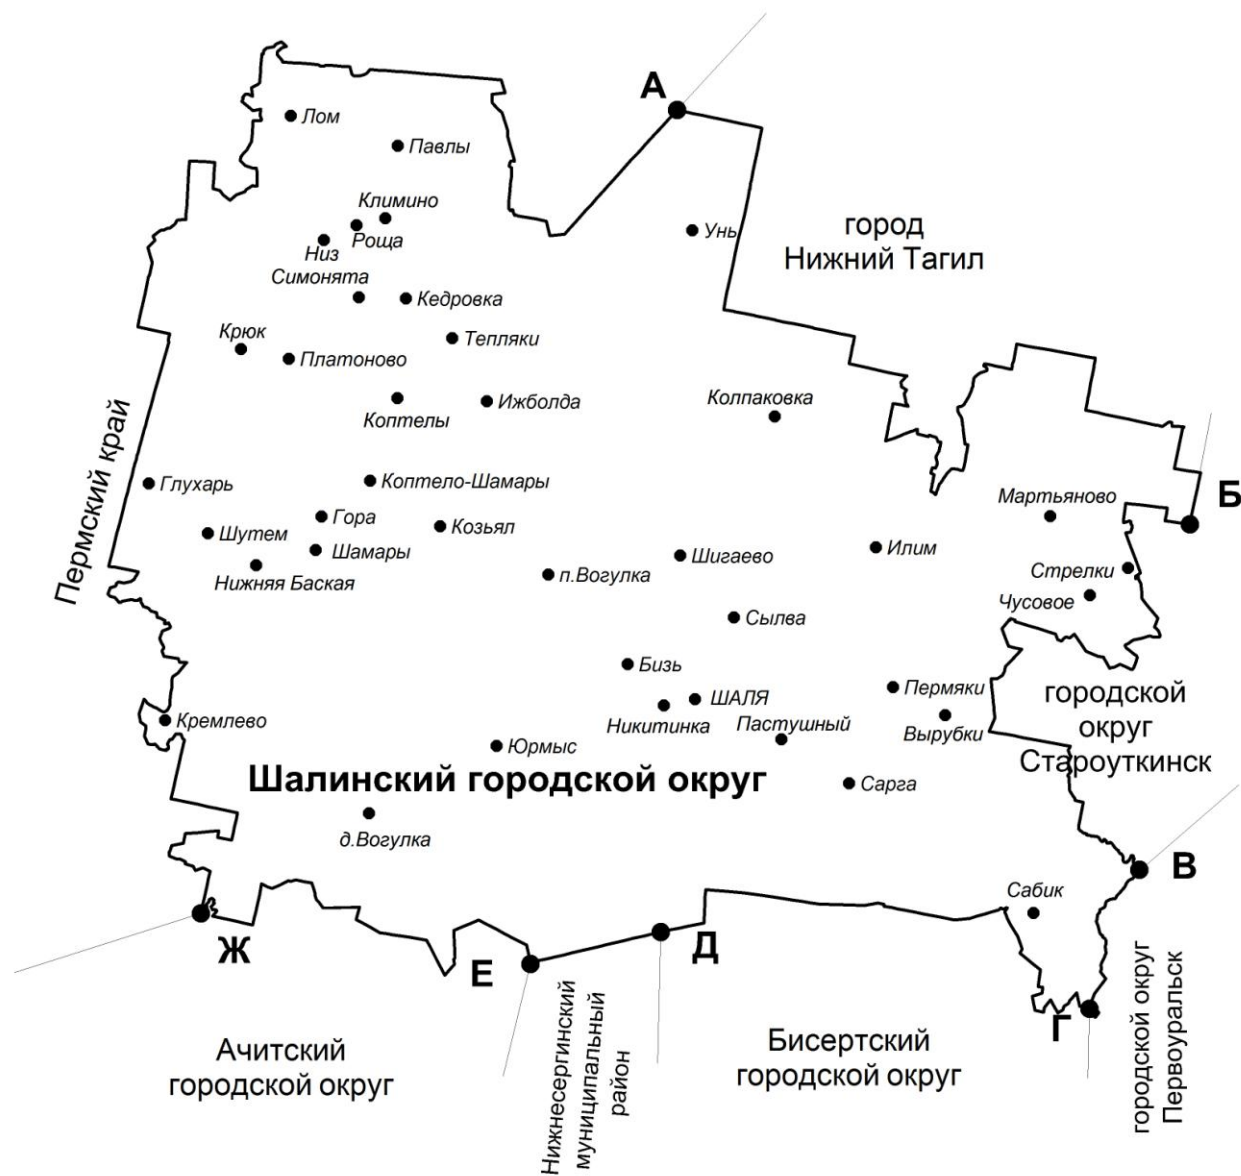 А
Лом
Павлы
Климино
Роща
Низ
Унь
город
Нижний Тагил
Симонята
Кедровка
Крюк
Платоново
Тепляки
Коптелы
Ижболда
Колпаковка
Пермский край
Глухарь
Коптело-Шамары
Мартьяново
Б
Гора
Козьял
Шутем
Шамары
Нижняя Баская
п.Вогулка
Шигаево
Илим
Стрелки
Чусовое
Сылва
Бизь
ШАЛЯ
Никитинка
Пастушный
Пермяки
Вырубки
городской
округ
Староуткинск
Кремлево
Юрмыс
Шалинский городской округ
Сарга
д.Вогулка
В
Сабик
Ж
Е
Д
Г
Ачитский
городской округ
Нижнесергинский
муниципальный
район
Бисертский
городской округ
городской округ
Первоуральск